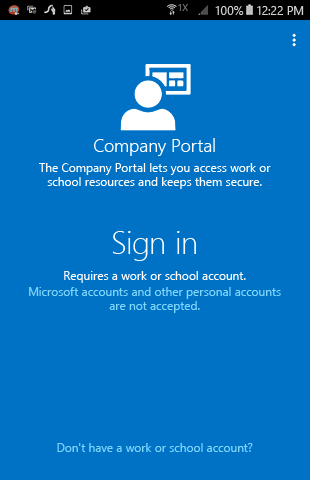 1X 100% 12:22 PM
Company Portal
The Company Portal lets you access work or
school resources and keeps them secure.
Sign in
Requires a work or school account.
Microsoft accounts and other personal accounts
are not accepted.
Don't have a work or school account?